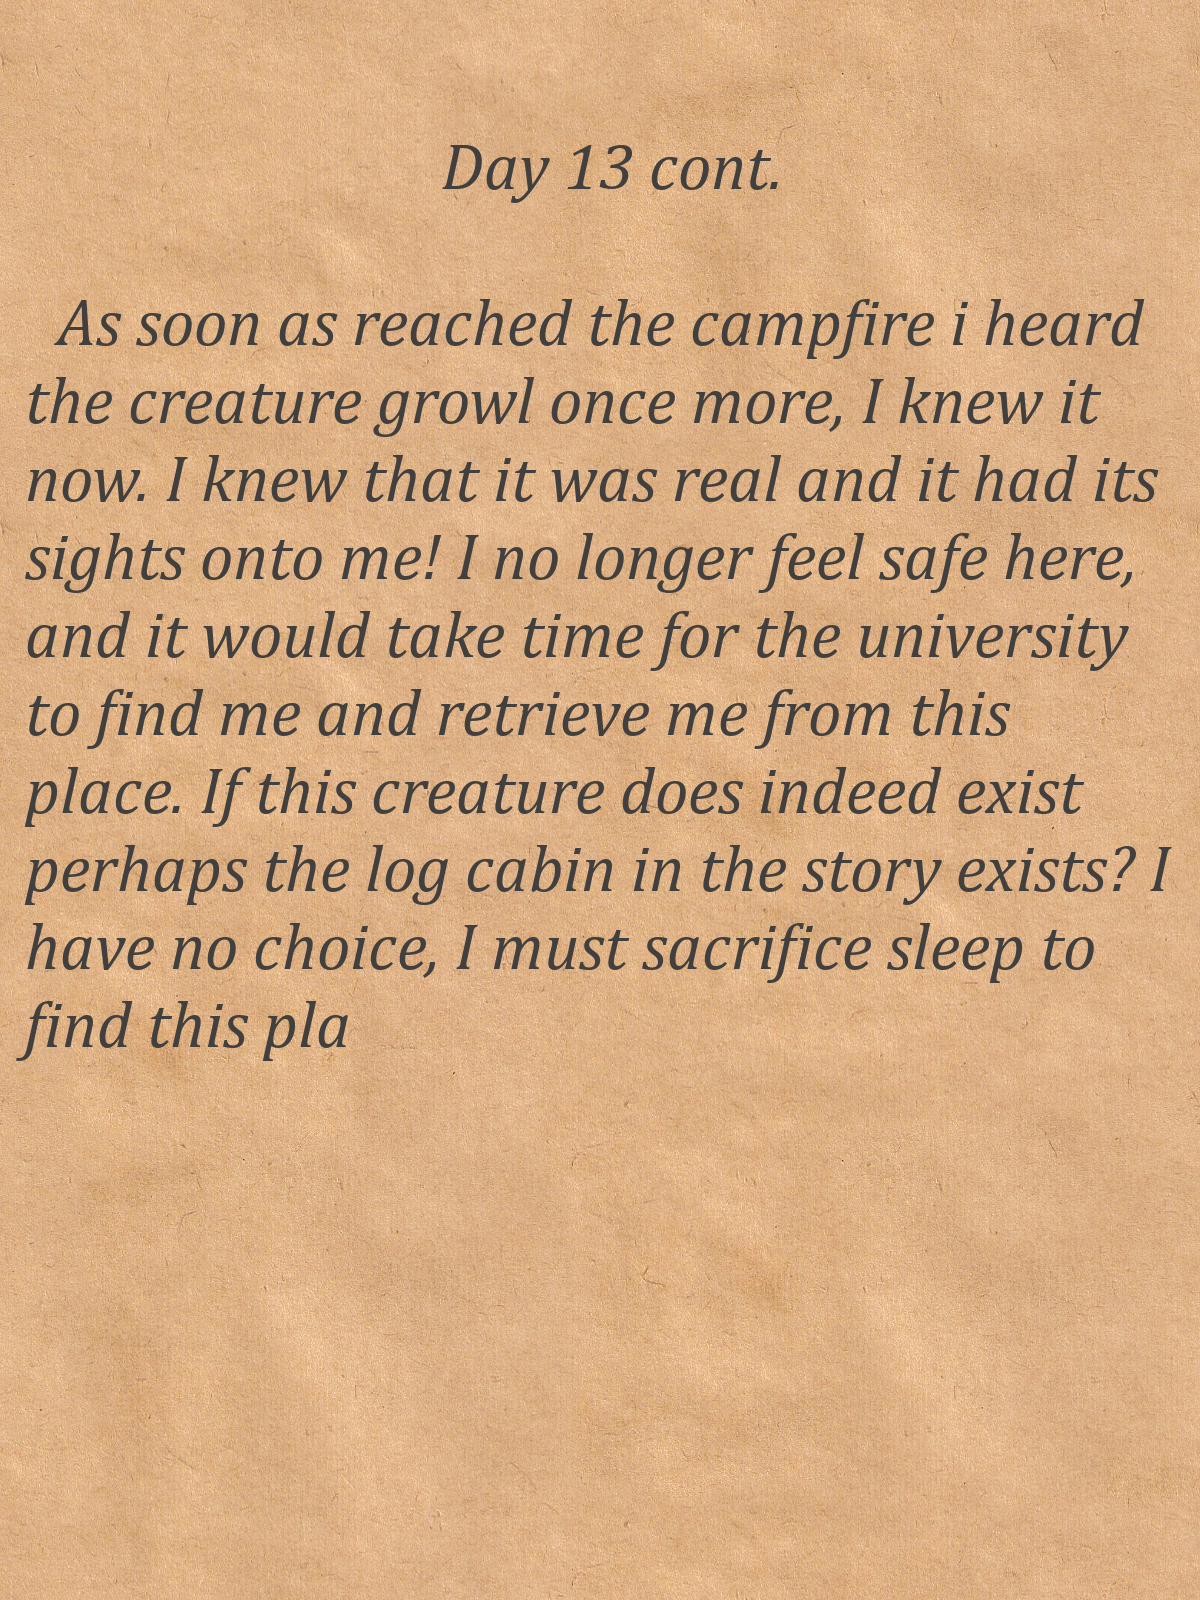 Day 13 cont.
As soon as reached the campfire i heard
the creature growl once more, I knew it
now. I knew that it was real and it had its
sights onto me! I no longer feel safe here,
and it would take time for the university
to find me and retrieve me from this
place. If this creature does indeed exist
perhaps the log cabin in the story exists? I
have no choice, I must sacrifice sleep to
find this pla